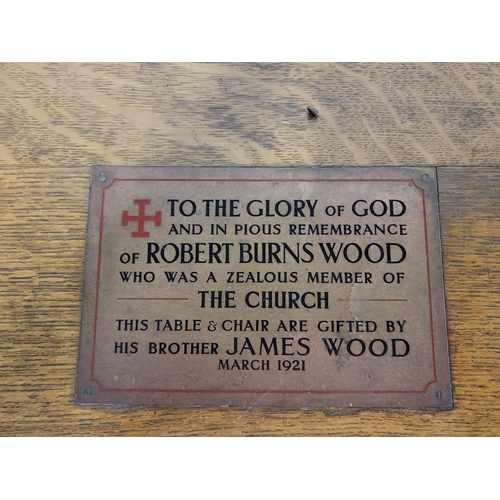 TO THE GLORY OF GOD
AND IN PIOUS REMEMBRANCE
OF ROBERT BURNS WOOD
WHO WAS A ZEALOUS MEMBER OF
THE CHURCH
THIS TABLE & CHAIR ARE GIFTED BY
HIS BROTHER JAMES WOOD
MARCH 1921